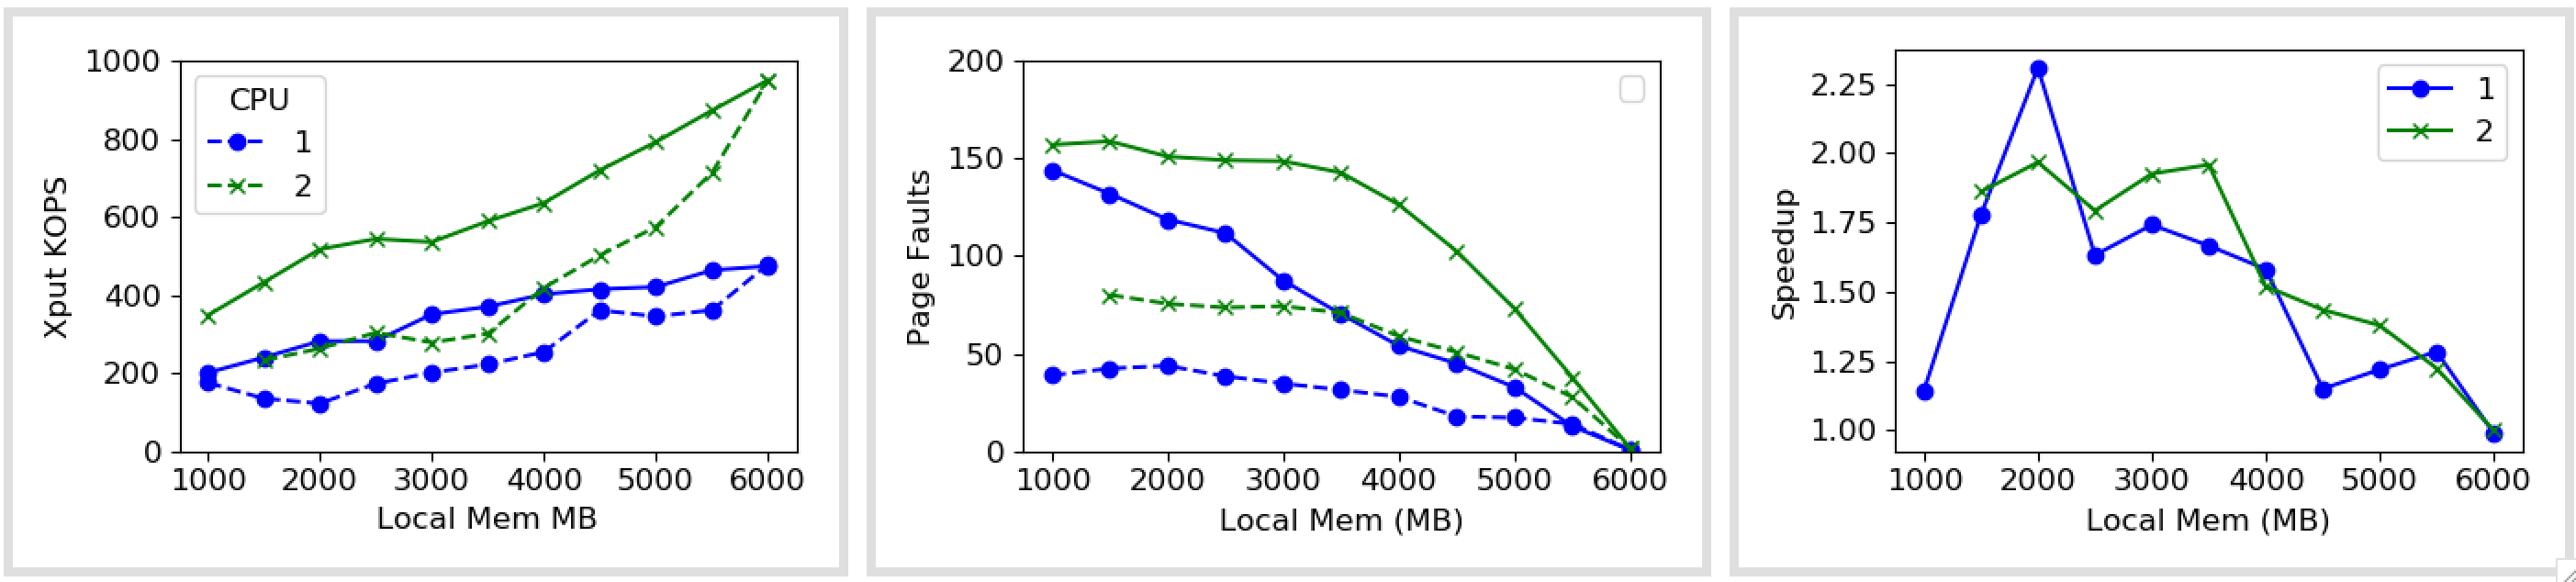 1000
800
600
400
200
0
Xput KOPS
CPU
1
2
1000 2000 3000 4000 5000 6000
Local Mem MB
200
150
100
50
0
Page Faults
1000 2000 3000 4000 5000 6000
Local Mem (MB)
2.25
2.00
1.75
1.50
1.25
1.00
Speedup
1
2
1000 2000 3000 4000 5000 6000
Local Mem (MB)